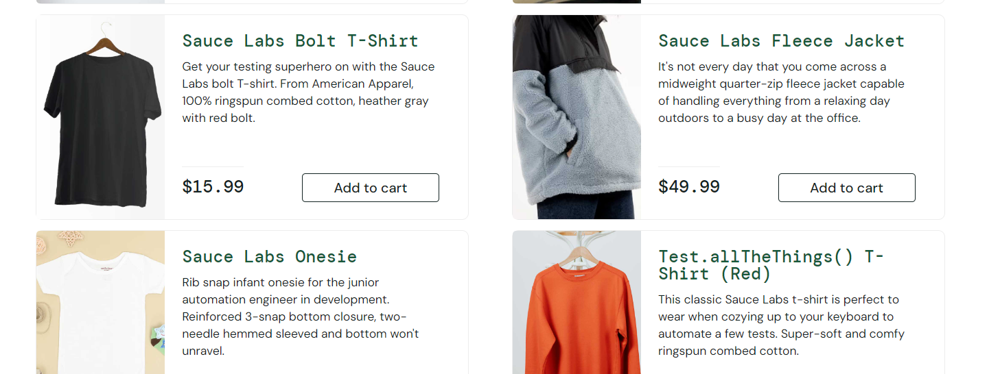 Sauce Labs Bolt T-Shirt
Get your testing superhero on with the Sauce
Labs bolt T-shirt. From American Apparel,
100% ringspun combed cotton, heather gray
with red bolt.
$15.99
Add to cart
Sauce Labs Fleece Jacket
It's not every day that you come across a
midweight quarter-zip fleece jacket capable
of handling everything from a relaxing day
outdoors to a busy day at the office.
$49.99
Add to cart
Sauce Labs Onesie
Rib snap infant onesie for the junior
automation engineer in development.
Reinforced 3-snap bottom closure, two-
needle hemmed sleeved and bottom won't
unravel.
Test.allTheThings() T-
Shirt (Red)
This classic Sauce Labs t-shirt is perfect to
wear when cozying up to your keyboard to
automate a few tests. Super-soft and comfy
ringspun combed cotton.